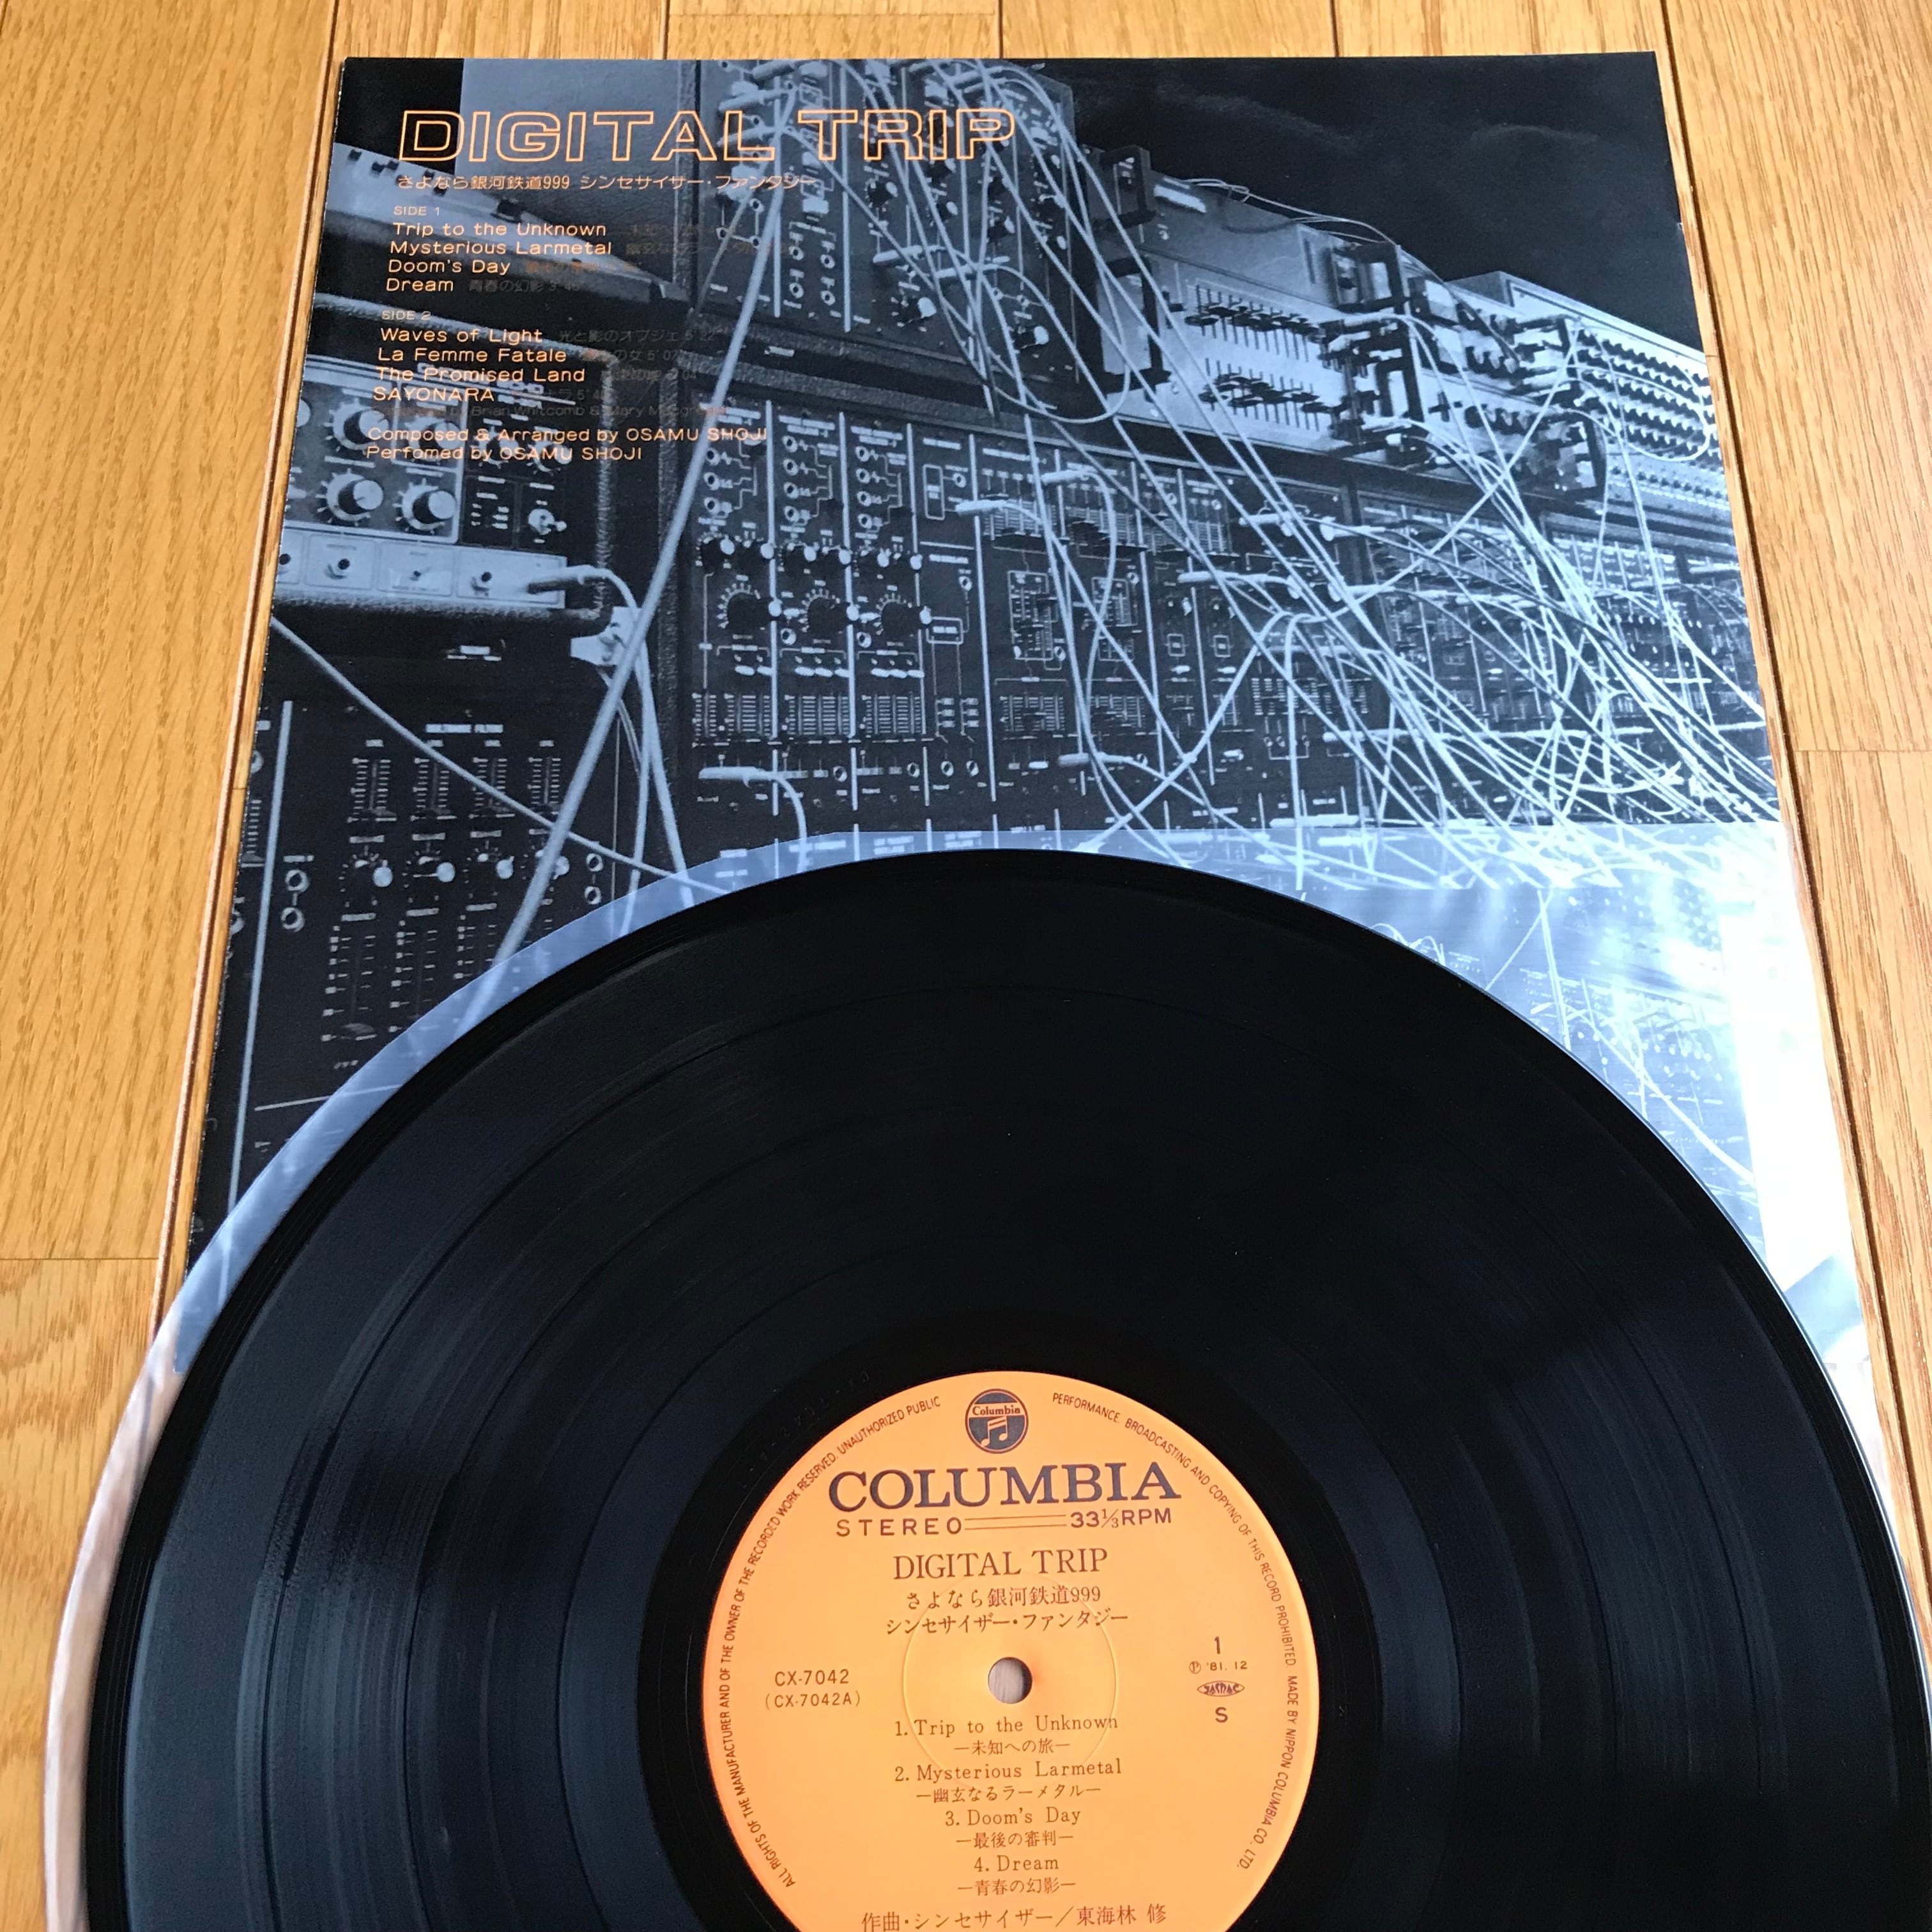 DIGITAL TRIP
さよなら銀河鉄道999 シンセサイザー・ファンタジー
SIDE 1
Trip to the Unknown
Mysterious Larmetal
Doom's Day
Dream 青春の幻影 3'46"
SIDE 2
Waves of Light 光と影のオブジェ 5'22"
La Femme Fatale
The Promised Land
SAYONARA
Brian Whitcomb & Mary
Composed & Arranged by OSAMU SHOJI
Perfomed by OSAMU SHOJI
ALL RIGHTS OF THE MANUFACTURER AND OF THE OWNER OF THE RECORDED WORK RESERVED. UNAUTHORIZED PUBLIC PERFORMANCE. BROADCASTING AND COPYING OF THIS RECORD PROHIBITED. MADE BY NIPPON COLUMBIA CO., LTD.
Columbia
COLUMBIA
STEREO 33⅓RPM
DIGITAL TRIP
さよなら銀河鉄道999
シンセサイザー・ファンタジー
CX-7042
(CX-7042A)
1
Ⓟ '81.12
JASRAC
S
1. Trip to the Unknown
—未知への旅—
2. Mysterious Larmetal
—幽玄なるラーメタル—
3. Doom's Day
—最後の審判—
4. Dream
—青春の幻影—
作曲・シンセサイザー／東海林 修